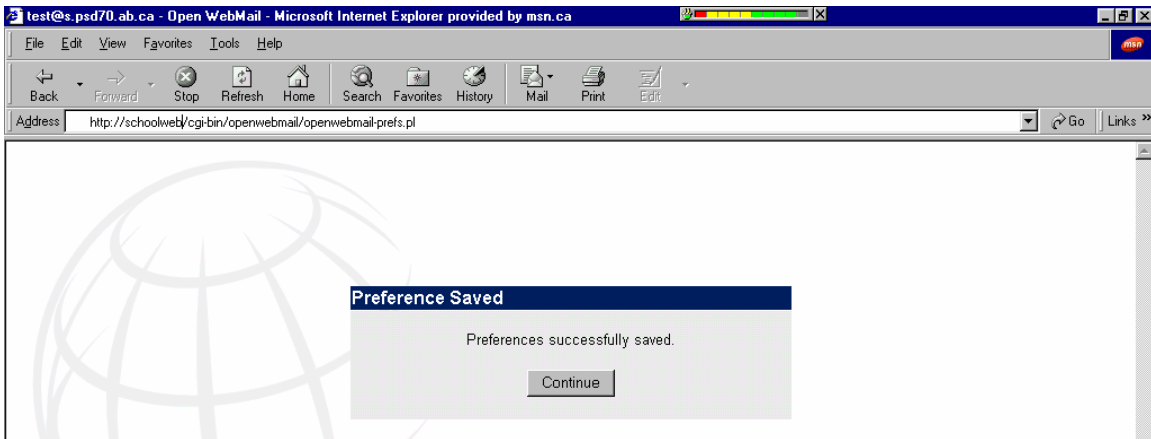 test@s.psd70.ab.ca - Open WebMail - Microsoft Internet Explorer provided by msn.ca
File Edit View Favorites Tools Help
msn
Back Forward Stop Refresh Home Search Favorites History Mail Print Edit
Address http://schoolweb/cgi-bin/openwebmail/openwebmail-prefs.pl Go Links »
Preference Saved
Preferences successfully saved.
Continue